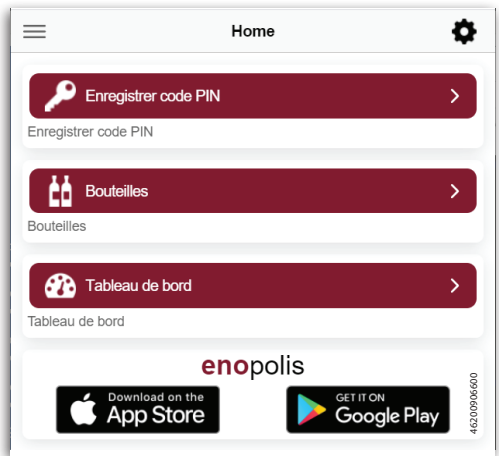 Home
Enregistrer code PIN
Enregistrer code PIN
Bouteilles
Bouteilles
Tableau de bord
Tableau de bord
enopolis
Download on the
App Store
GET IT ON
Google Play
46200906600